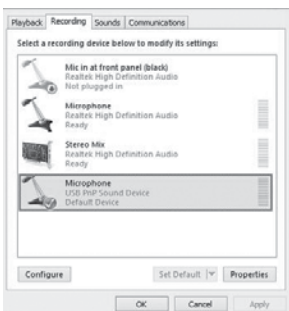 Playback Recording Sounds Communications
Select a recording device below to modify its settings:
Mic in at front panel (black)
Realtek High Definition Audio
Not plugged in
Microphone
Realtek High Definition Audio
Ready
Stereo Mix
Realtek High Definition Audio
Ready
Microphone
USB PnP Sound Device
Default Device
Configure Set Default Properties
OK Cancel Apply